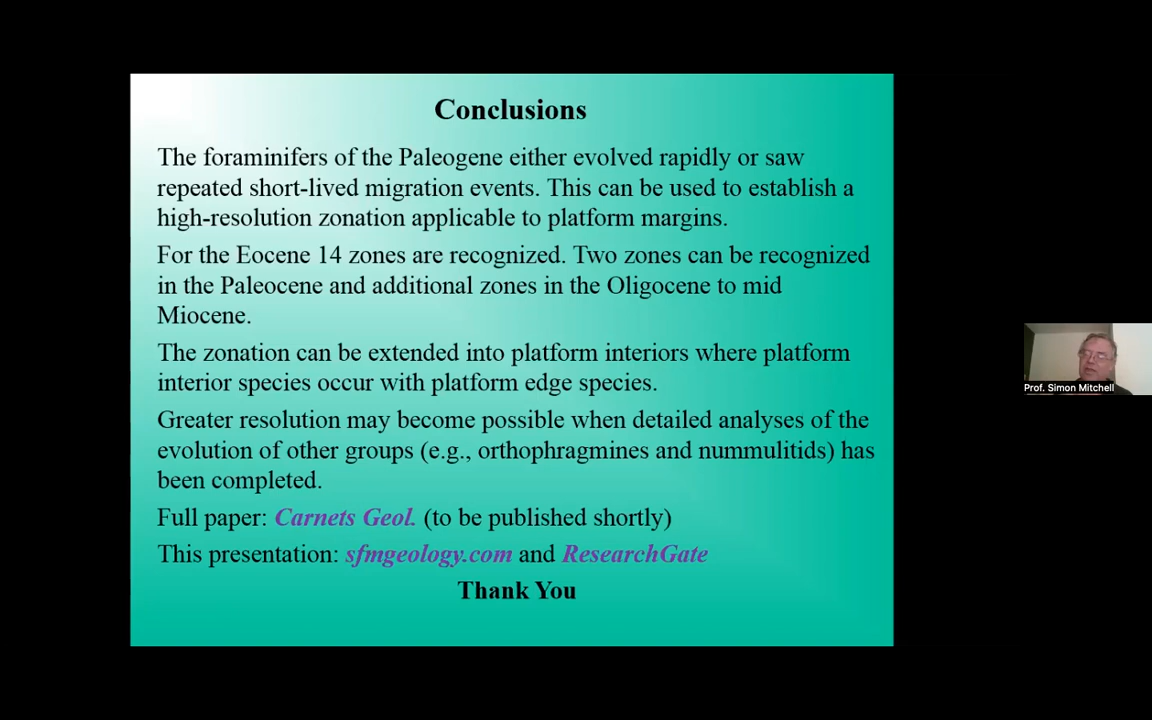 Conclusions
The foraminifers of the Paleogene either evolved rapidly or saw
repeated short-lived migration events. This can be used to establish a
high-resolution zonation applicable to platform margins.
For the Eocene 14 zones are recognized. Two zones can be recognized
in the Paleocene and additional zones in the Oligocene to mid
Miocene.
The zonation can be extended into platform interiors where platform
interior species occur with platform edge species.
Greater resolution may become possible when detailed analyses of the
evolution of other groups (e.g., orthophragmines and nummulitids) has
been completed.
Full paper: Carnets Geol. (to be published shortly)
This presentation: sfmgeology.com and ResearchGate
Thank You
Prof. Simon Mitchell